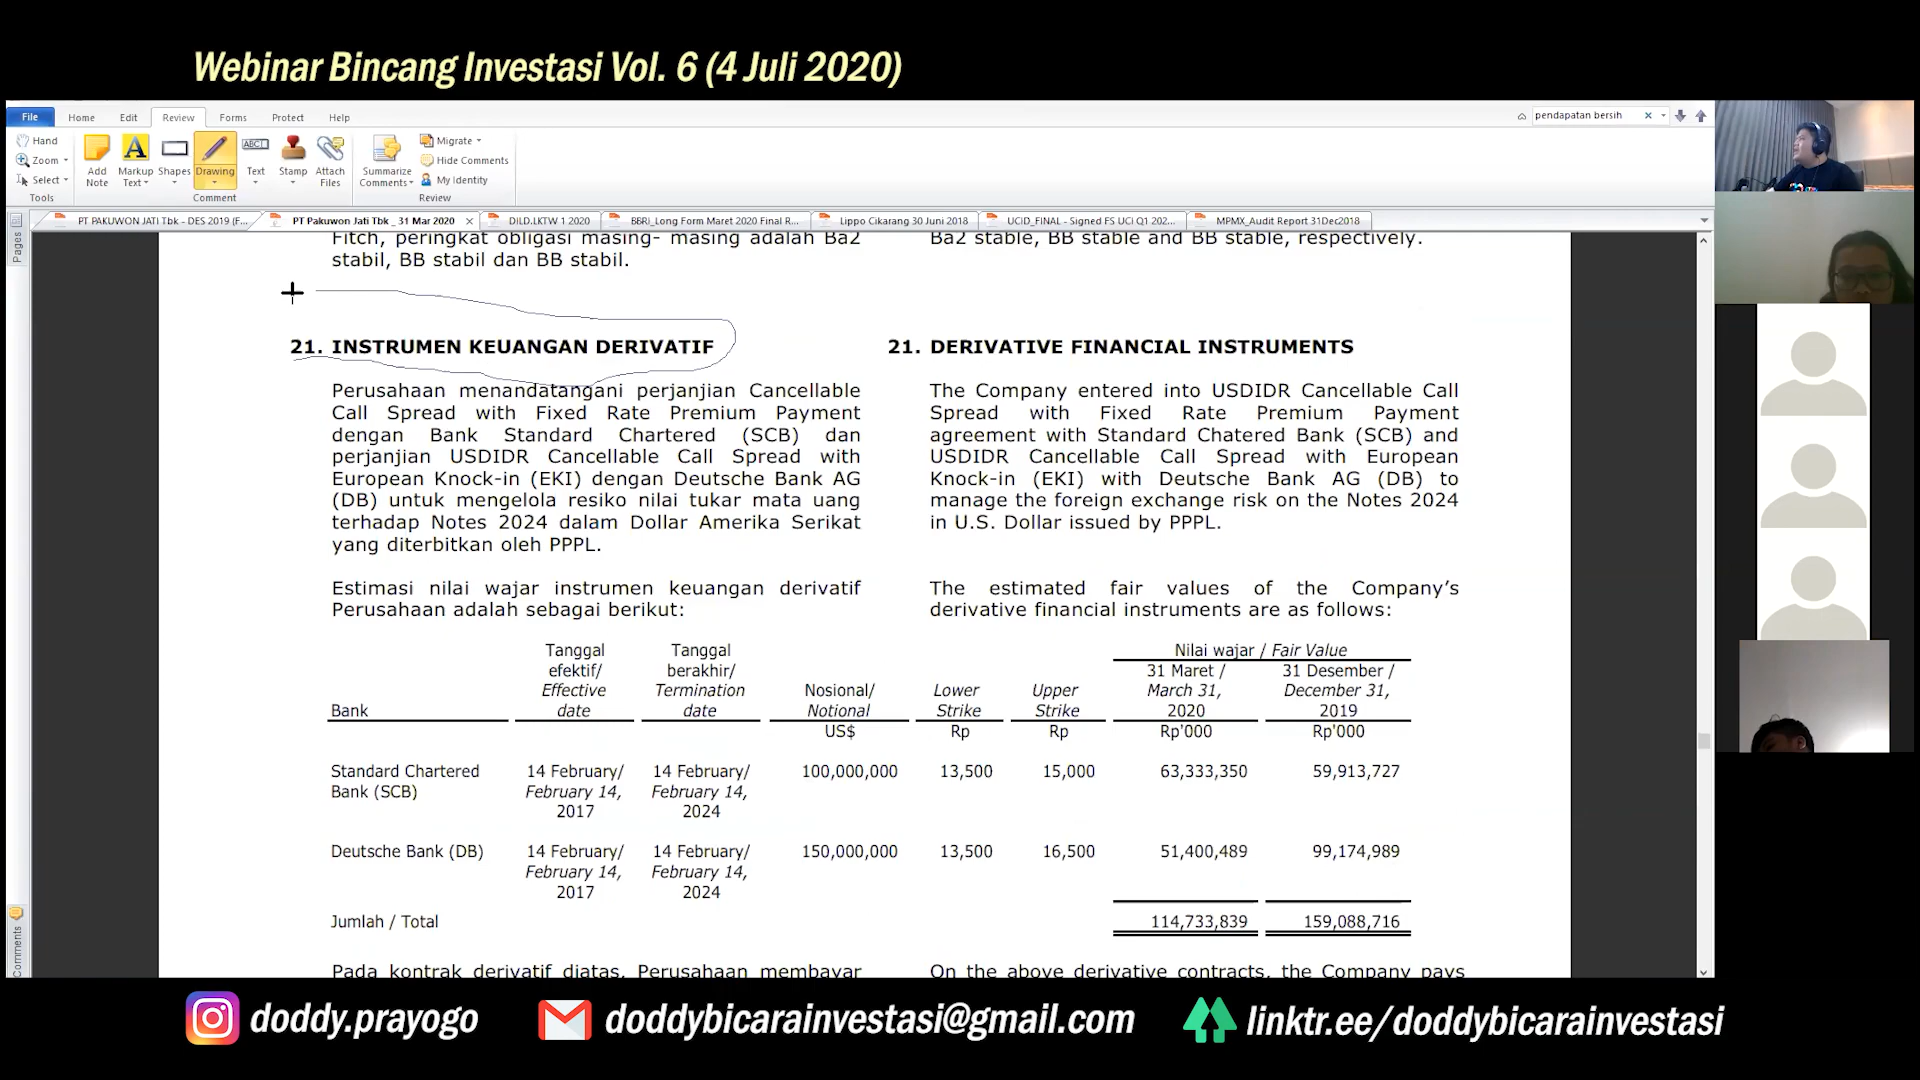 Webinar Bincang Investasi Vol. 6 (4 Juli 2020)
File Home Edit Review Forms Protect Help
pendapatan bersih
Hand
Zoom
Select
Tools
Add Note
Markup Text
Shapes
Drawing
Text
Stamp
Attach Files
Comment
Summarize Comments
Migrate
Hide Comments
My Identity
Review
PT PAKUWON JATI Tbk - DES 2019 (F...
PT Pakuwon Jati Tbk _ 31 Mar 2020
DILD.LKTW 1 2020
BBRI_Long Form Maret 2020 Final R...
Lippo Cikarang 30 Juni 2018
UCID_FINAL - Signed FS UCI Q1 202...
MPMX_Audit Report 31Dec2018
Pages
Comments
Fitch, peringkat obligasi masing- masing adalah Ba2
stabil, BB stabil dan BB stabil.
Ba2 stable, BB stable and BB stable, respectively.
21. INSTRUMEN KEUANGAN DERIVATIF
Perusahaan menandatangani perjanjian Cancellable
Call Spread with Fixed Rate Premium Payment
dengan Bank Standard Chartered (SCB) dan
perjanjian USDIDR Cancellable Call Spread with
European Knock-in (EKI) dengan Deutsche Bank AG
(DB) untuk mengelola resiko nilai tukar mata uang
terhadap Notes 2024 dalam Dollar Amerika Serikat
yang diterbitkan oleh PPPL.
Estimasi nilai wajar instrumen keuangan derivatif
Perusahaan adalah sebagai berikut:
21. DERIVATIVE FINANCIAL INSTRUMENTS
The Company entered into USDIDR Cancellable Call
Spread with Fixed Rate Premium Payment
agreement with Standard Chatered Bank (SCB) and
USDIDR Cancellable Call Spread with European
Knock-in (EKI) with Deutsche Bank AG (DB) to
manage the foreign exchange risk on the Notes 2024
in U.S. Dollar issued by PPPL.
The estimated fair values of the Company’s
derivative financial instruments are as follows:
Nilai wajar / Fair Value
Tanggal Tanggal
efektif/ berakhir/ 31 Maret / 31 Desember /
Effective Termination Nosional/ Lower Upper March 31, December 31,
Bank date date Notional Strike Strike 2020 2019
US$ Rp Rp Rp'000 Rp'000
Standard Chartered 14 February/ 14 February/ 100,000,000 13,500 15,000 63,333,350 59,913,727
Bank (SCB) February 14, February 14,
2017 2024
Deutsche Bank (DB) 14 February/ 14 February/ 150,000,000 13,500 16,500 51,400,489 99,174,989
February 14, February 14,
2017 2024
Jumlah / Total 114,733,839 159,088,716
Pada kontrak derivatif diatas, Perusahaan membayar
On the above derivative contracts, the Company pays
doddy.prayogo
doddybicarainvestasi@gmail.com
linktr.ee/doddybicarainvestasi